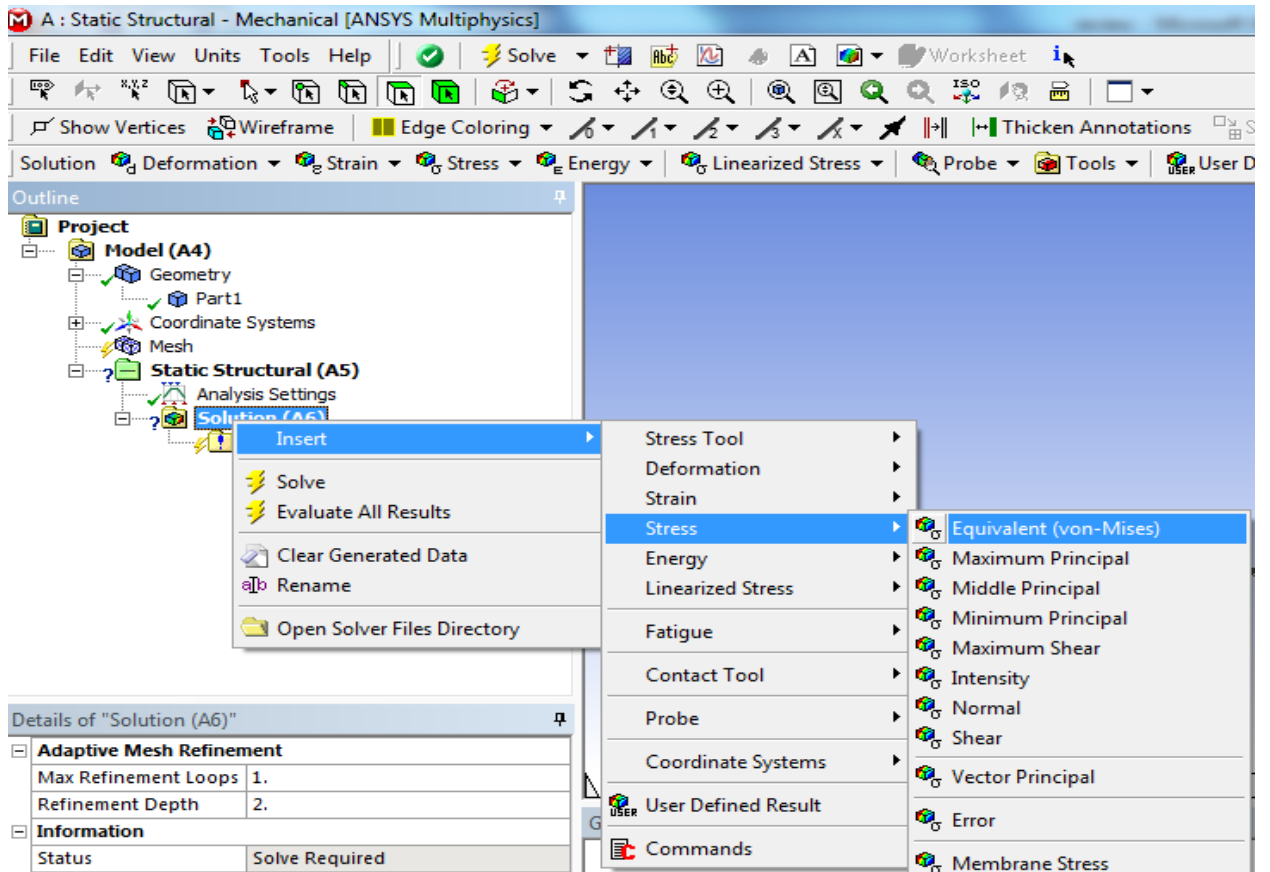 A : Static Structural - Mechanical [ANSYS Multiphysics]
File Edit View Units Tools Help Solve Abc A Worksheet i
X,Y,Z ISO
Show Vertices Wireframe Edge Coloring Thicken Annotations S
Solution Deformation Strain Stress Energy Linearized Stress Probe Tools USER User D
Outline
Project
Model (A4)
Geometry
Part1
Coordinate Systems
Mesh
Static Structural (A5)
Analysis Settings
Solution (A6)
Insert
Solve
Evaluate All Results
Clear Generated Data
Rename
Open Solver Files Directory
Stress Tool
Deformation
Strain
Stress
Energy
Linearized Stress
Fatigue
Contact Tool
Probe
Coordinate Systems
USER User Defined Result
Commands
Equivalent (von-Mises)
Maximum Principal
Middle Principal
Minimum Principal
Maximum Shear
Intensity
Normal
Shear
Vector Principal
Error
Membrane Stress
Details of "Solution (A6)"
Adaptive Mesh Refinement
Max Refinement Loops 1.
Refinement Depth 2.
Information
Status Solve Required
G